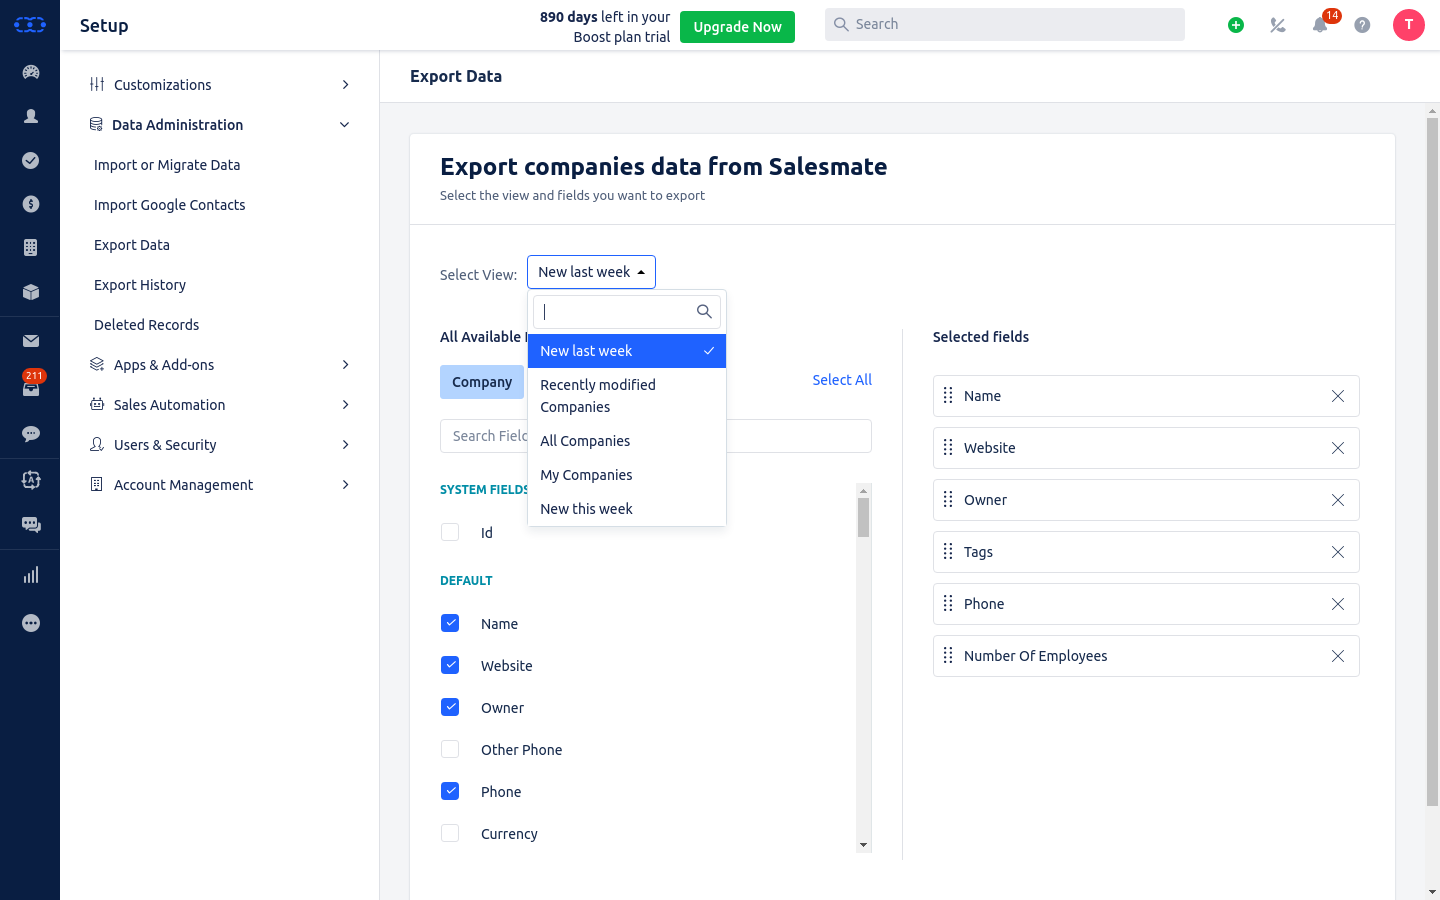 Setup
890 days left in your
Boost plan trial
Upgrade Now
Search
14
T
Customizations
Data Administration
Import or Migrate Data
Import Google Contacts
Export Data
Export History
Deleted Records
Apps & Add-ons
Sales Automation
Users & Security
Account Management
211
Export Data
Export companies data from Salesmate
Select the view and fields you want to export
Select View:
New last week
New last week
Recently modified
Companies
All Companies
My Companies
New this week
All Available
Company
Select All
Search Field
SYSTEM FIELDS
Id
DEFAULT
Name
Website
Owner
Other Phone
Phone
Currency
Selected fields
Name
Website
Owner
Tags
Phone
Number Of Employees